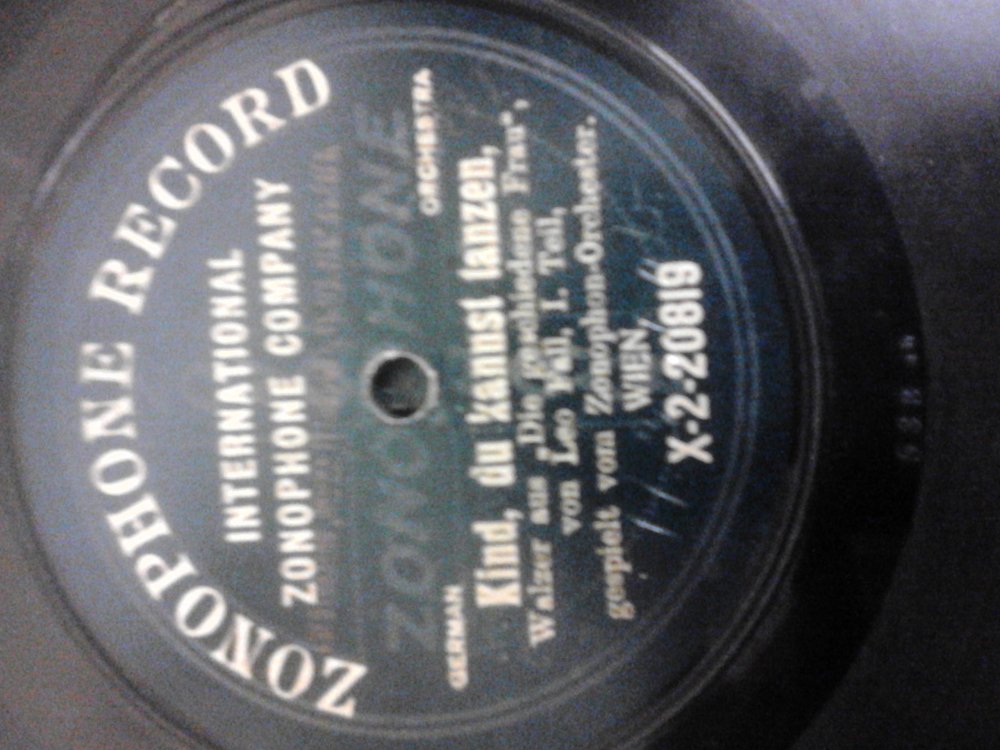 ZONOPHONE RECORD
INTERNATIONAL
ZONOPHONE COMPANY
ZONOPHONE
GERMAN ORCHESTRA
Kind, du kannst tanzen,
Walzer aus „Die geschiedene Frau“,
von Leo Fall, I. Teil,
gespielt vom Zonophon-Orchester.
WIEN,
X-2-20819